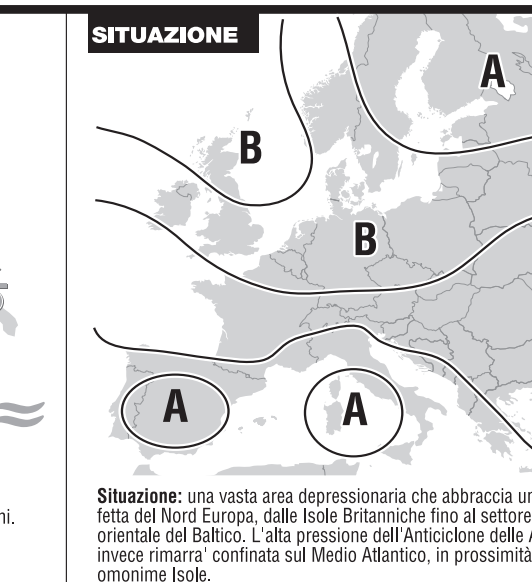 SITUAZIONE
A
B
B
A
A
ni.
Situazione: una vasta area depressionaria che abbraccia
fetta del Nord Europa, dalle Isole Britanniche fino al settore
orientale del Baltico. L'alta pressione dell'Anticiclone delle
invece rimarra' confinata sul Medio Atlantico, in prossimità
omonime Isole.